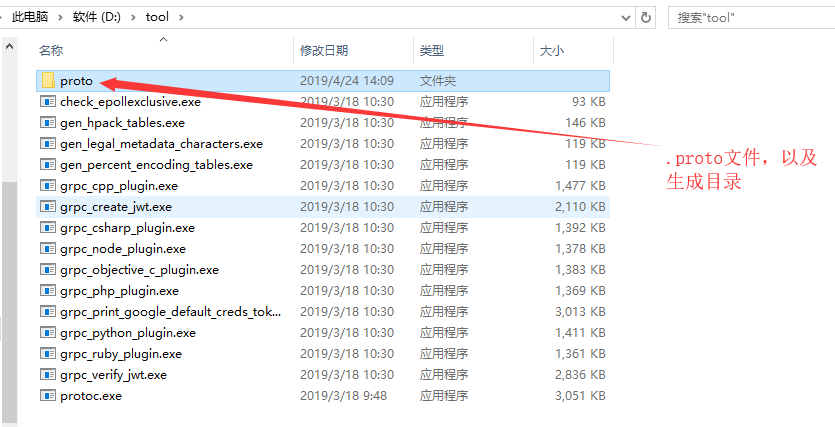 此电脑 > 软件 (D:) > tool >
搜索"tool"
名称 修改日期 类型 大小
proto 2019/4/24 14:09 文件夹
check_epollexclusive.exe 2019/3/18 10:30 应用程序 93 KB
gen_hpack_tables.exe 2019/3/18 10:30 应用程序 146 KB
gen_legal_metadata_characters.exe 2019/3/18 10:30 应用程序 119 KB
gen_percent_encoding_tables.exe 2019/3/18 10:30 应用程序 119 KB
grpc_cpp_plugin.exe 2019/3/18 10:30 应用程序 1,477 KB
grpc_create_jwt.exe 2019/3/18 10:30 应用程序 2,110 KB
grpc_csharp_plugin.exe 2019/3/18 10:30 应用程序 1,392 KB
grpc_node_plugin.exe 2019/3/18 10:30 应用程序 1,378 KB
grpc_objective_c_plugin.exe 2019/3/18 10:30 应用程序 1,383 KB
grpc_php_plugin.exe 2019/3/18 10:30 应用程序 1,369 KB
grpc_print_google_default_creds_tok... 2019/3/18 10:30 应用程序 3,013 KB
grpc_python_plugin.exe 2019/3/18 10:30 应用程序 1,411 KB
grpc_ruby_plugin.exe 2019/3/18 10:30 应用程序 1,361 KB
grpc_verify_jwt.exe 2019/3/18 10:30 应用程序 2,836 KB
protoc.exe 2019/3/18 9:48 应用程序 3,051 KB
.proto文件，以及
生成目录